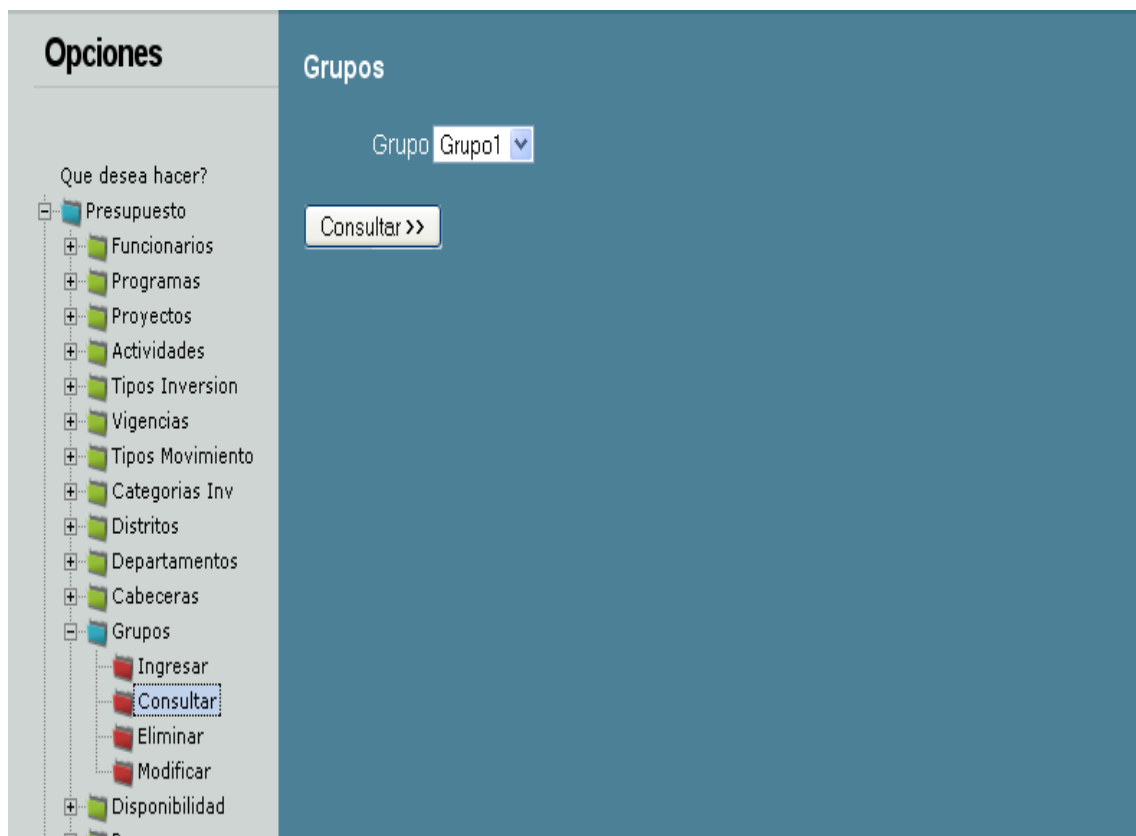 Opciones
Que desea hacer?
Presupuesto
Funcionarios
Programas
Proyectos
Actividades
Tipos Inversion
Vigencias
Tipos Movimiento
Categorias Inv
Distritos
Departamentos
Cabeceras
Grupos
Ingresar
Consultar
Eliminar
Modificar
Disponibilidad
Grupos
Grupo Grupo1
Consultar >>